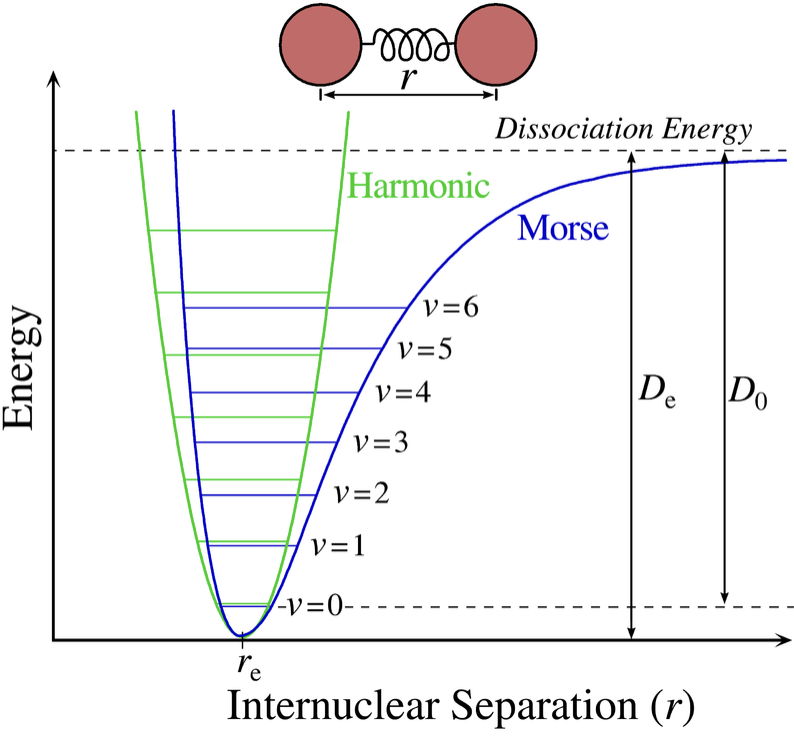 r
Dissociation Energy
Harmonic
Morse
v=6
v=5
v=4
v=3
v=2
v=1
v=0
Dₑ
D₀
Energy
rₑ
Internuclear Separation (r)